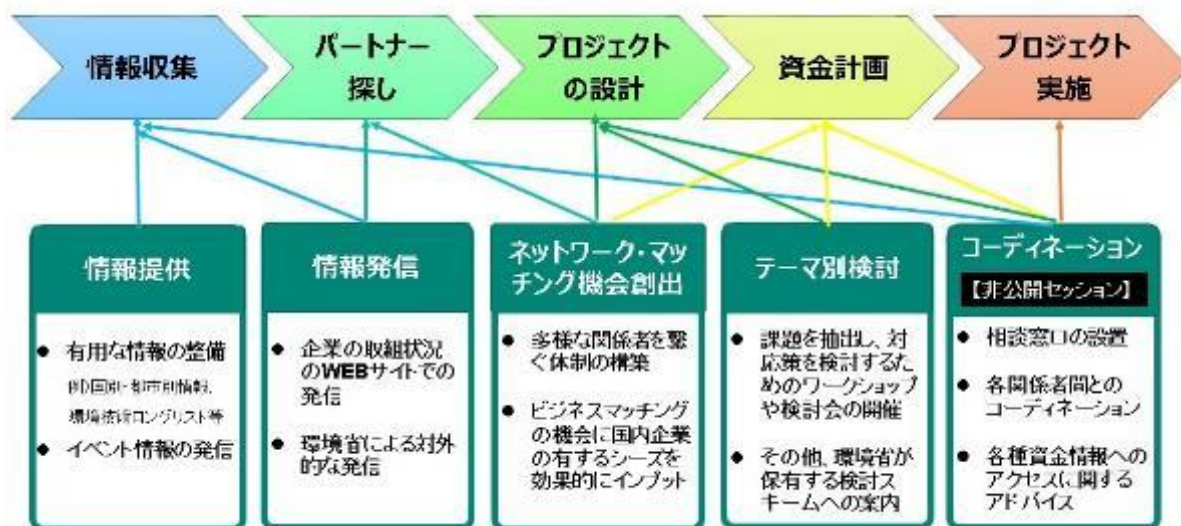 情報収集
パートナー
探し
プロジェクト
の設計
資金計画
プロジェクト
実施
情報提供
● 有用な情報の整備
例)国別・都市別情報、
環境技術ロングリスト等
● イベント情報の発信
情報発信
● 企業の取組状況
のWEBサイトでの
発信
● 環境省による対外
的な発信
ネットワーク・マッ
チング機会創出
● 多様な関係者を繋
ぐ体制の構築
● ビジネスマッチング
の機会に国内企業
の有するシーズを
効果的にインプット
テーマ別検討
● 課題を抽出し、対
応策を検討するた
めのワークショップ
や検討会の開催
● その他、環境省が
保有する検討ス
キームへの案内
コーディネーション
【非公開セッション】
● 相談窓口の設置
● 各関係者間との
コーディネーション
● 各種資金情報への
アクセスに関する
アドバイス